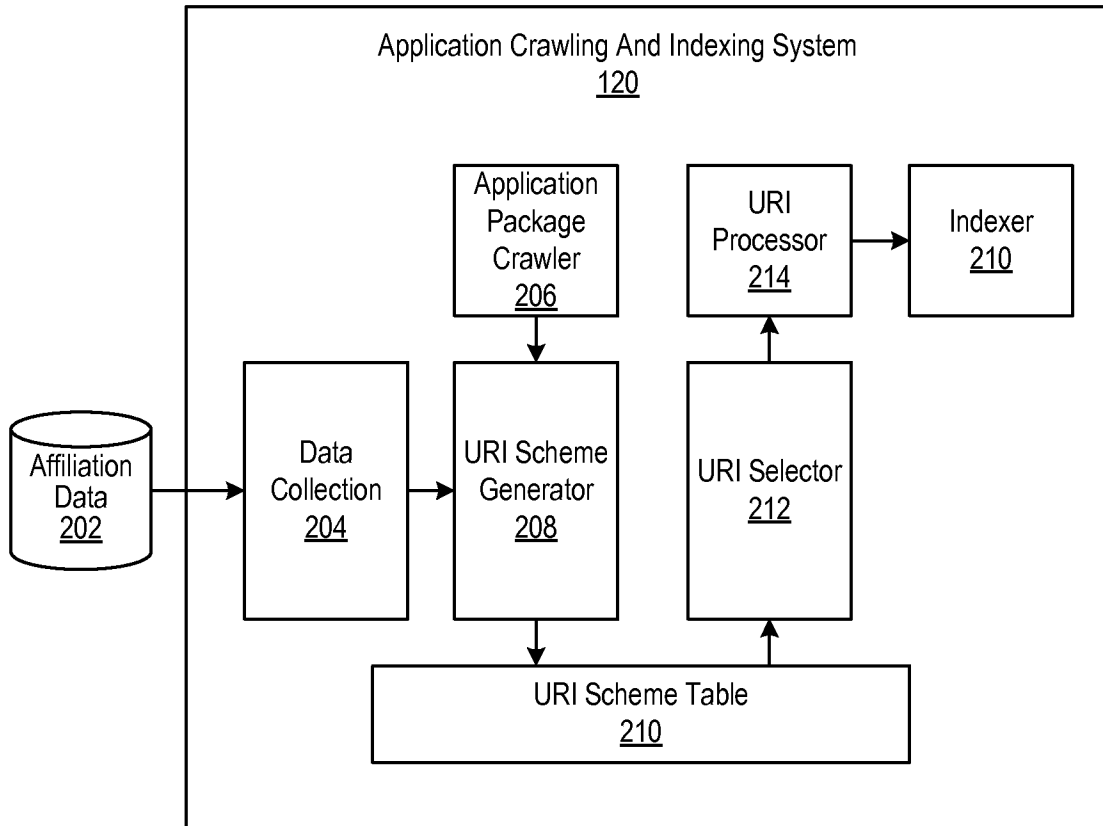 Application Crawling And Indexing System
120
Application
Package
Crawler
206
URI
Processor
214
Indexer
210
Affiliation
Data
202
Data
Collection
204
URI Scheme
Generator
208
URI Selector
212
URI Scheme Table
210